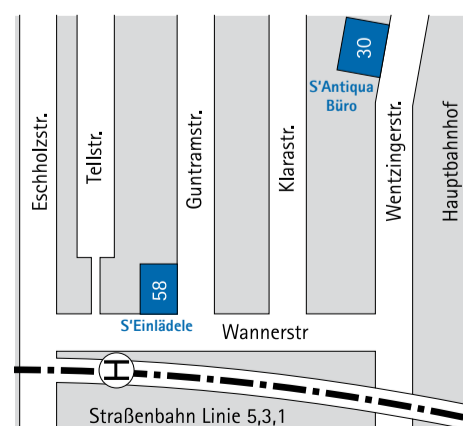 30
S'Antiqua
Büro
Eschholzstr.
Tellstr.
Guntramstr.
Klarastr.
Wentzingerstr.
Hauptbahnhof
58
S'Einlädele
Wannerstr
H
Straßenbahn Linie 5,3,1